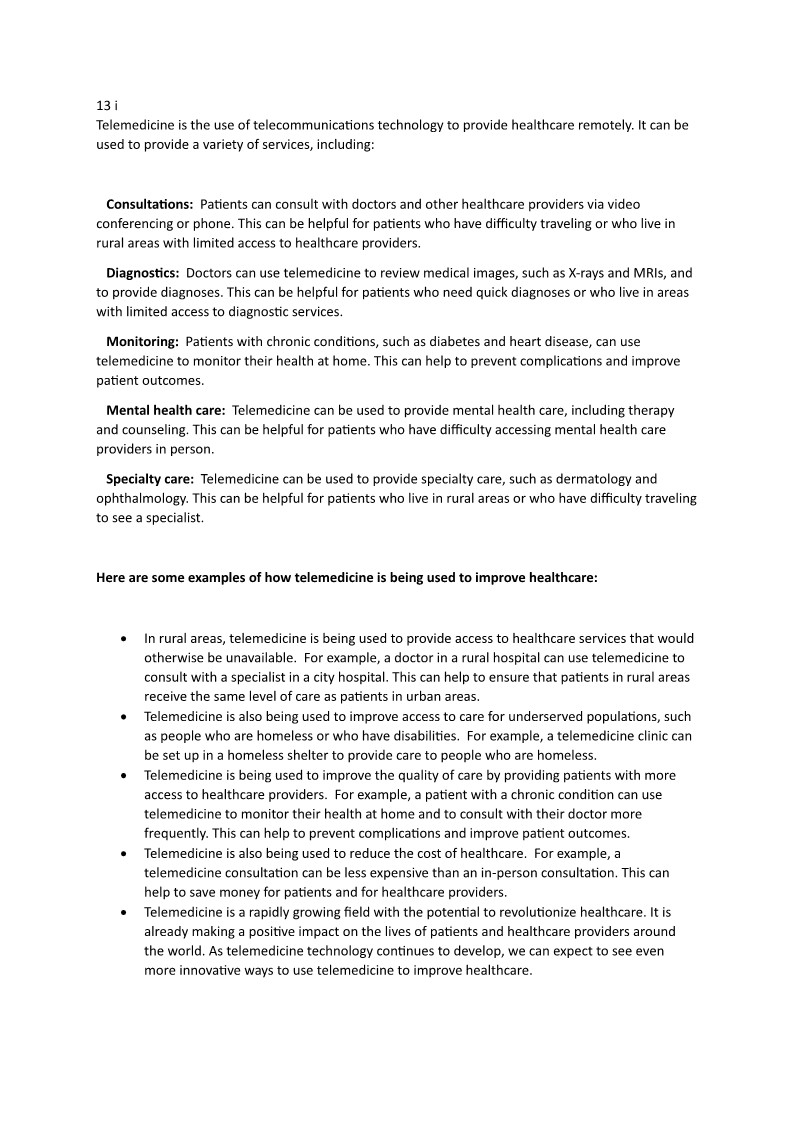 13 i
Telemedicine is the use of telecommunications technology to provide healthcare remotely. It can be
used to provide a variety of services, including:
Consultations:  Patients can consult with doctors and other healthcare providers via video
conferencing or phone. This can be helpful for patients who have difficulty traveling or who live in
rural areas with limited access to healthcare providers.
Diagnostics:  Doctors can use telemedicine to review medical images, such as X-rays and MRIs, and
to provide diagnoses. This can be helpful for patients who need quick diagnoses or who live in areas
with limited access to diagnostic services.
Monitoring:  Patients with chronic conditions, such as diabetes and heart disease, can use
telemedicine to monitor their health at home. This can help to prevent complications and improve
patient outcomes.
Mental health care:  Telemedicine can be used to provide mental health care, including therapy
and counseling. This can be helpful for patients who have difficulty accessing mental health care
providers in person.
Specialty care:  Telemedicine can be used to provide specialty care, such as dermatology and
ophthalmology. This can be helpful for patients who live in rural areas or who have difficulty traveling
to see a specialist.
Here are some examples of how telemedicine is being used to improve healthcare:
• In rural areas, telemedicine is being used to provide access to healthcare services that would
otherwise be unavailable.  For example, a doctor in a rural hospital can use telemedicine to
consult with a specialist in a city hospital. This can help to ensure that patients in rural areas
receive the same level of care as patients in urban areas.
• Telemedicine is also being used to improve access to care for underserved populations, such
as people who are homeless or who have disabilities.  For example, a telemedicine clinic can
be set up in a homeless shelter to provide care to people who are homeless.
• Telemedicine is being used to improve the quality of care by providing patients with more
access to healthcare providers.  For example, a patient with a chronic condition can use
telemedicine to monitor their health at home and to consult with their doctor more
frequently. This can help to prevent complications and improve patient outcomes.
• Telemedicine is also being used to reduce the cost of healthcare.  For example, a
telemedicine consultation can be less expensive than an in-person consultation. This can
help to save money for patients and for healthcare providers.
• Telemedicine is a rapidly growing field with the potential to revolutionize healthcare. It is
already making a positive impact on the lives of patients and healthcare providers around
the world. As telemedicine technology continues to develop, we can expect to see even
more innovative ways to use telemedicine to improve healthcare.